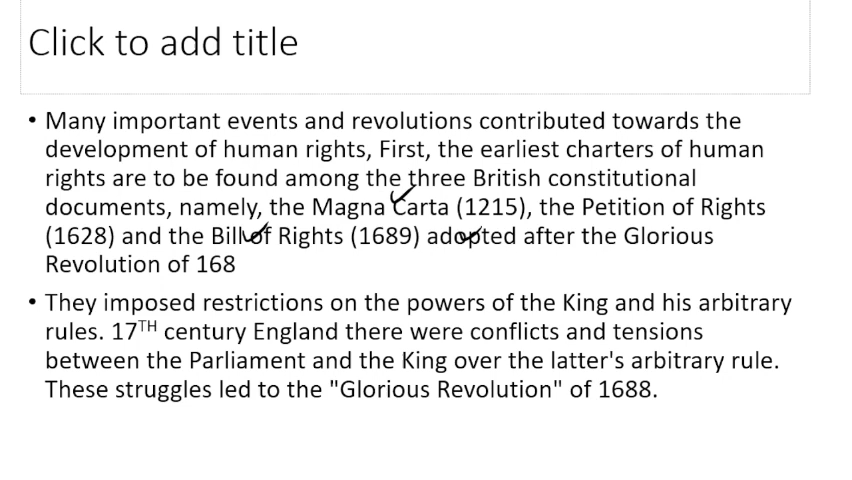 Click to add title
• Many important events and revolutions contributed towards the
development of human rights, First, the earliest charters of human
rights are to be found among the three British constitutional
documents, namely, the Magna Carta (1215), the Petition of Rights
(1628) and the Bill of Rights (1689) adopted after the Glorious
Revolution of 168
• They imposed restrictions on the powers of the King and his arbitrary
rules. 17TH century England there were conflicts and tensions
between the Parliament and the King over the latter's arbitrary rule.
These struggles led to the "Glorious Revolution" of 1688.